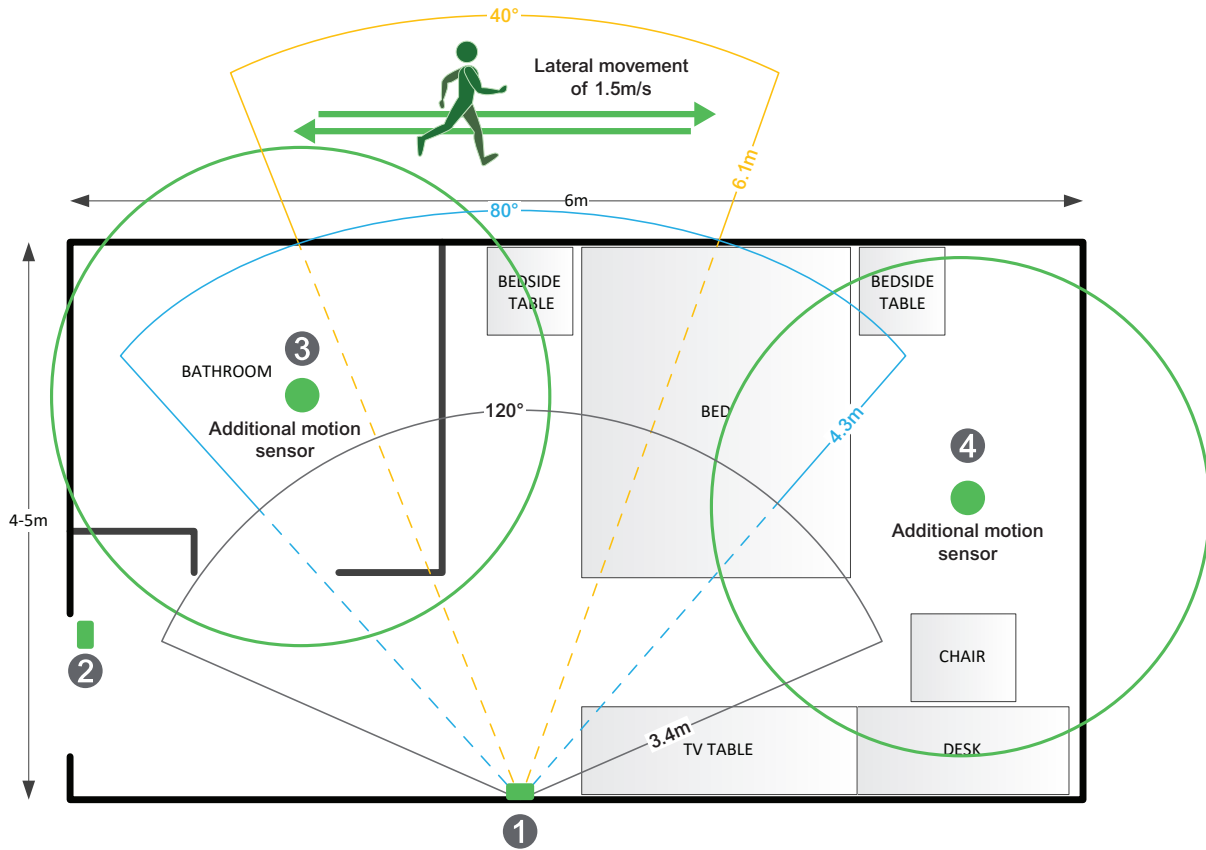 40°
Lateral movement
of 1.5m/s
6.1m
6m
80°
BEDSIDE
TABLE
BEDSIDE
TABLE
3
BATHROOM
Additional motion
sensor
120°
BED
4.3m
4
Additional motion
sensor
4-5m
2
CHAIR
3.4m
TV TABLE
DESK
1